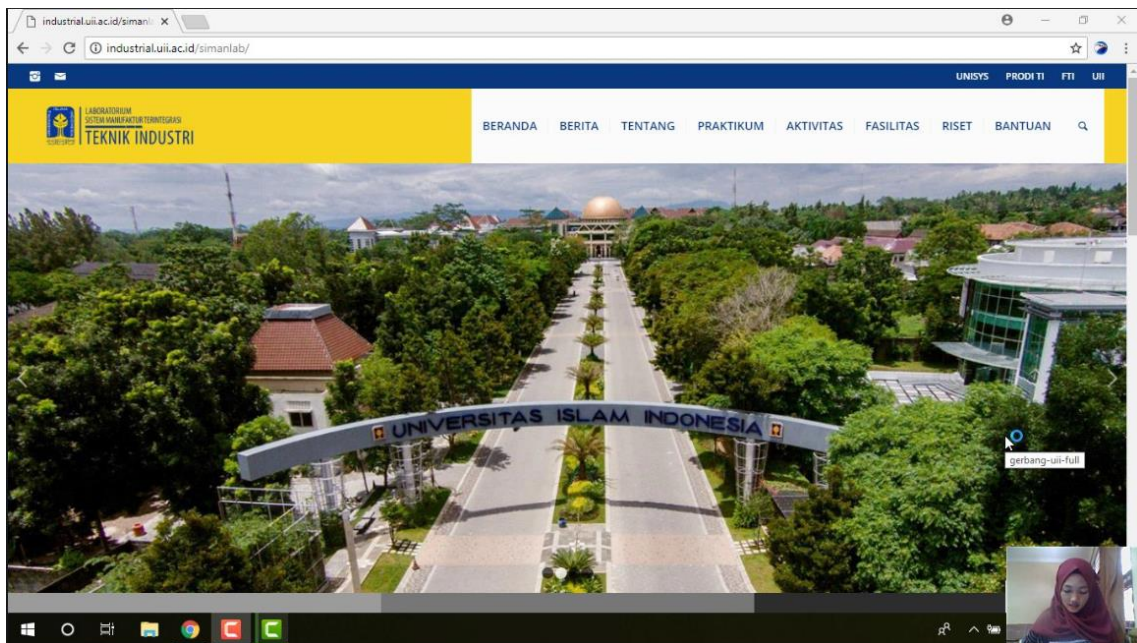 industrial.uii.ac.id/simanl
industrial.uii.ac.id/simanlab/
UNISYS PRODI TI FTI UII
LABORATORIUM
SISTEM MANUFAKTUR TERINTEGRASI
TEKNIK INDUSTRI
BERANDA BERITA TENTANG PRAKTIKUM AKTIVITAS FASILITAS RISET BANTUAN
UNIVERSITAS ISLAM INDONESIA
gerbang-uii-full